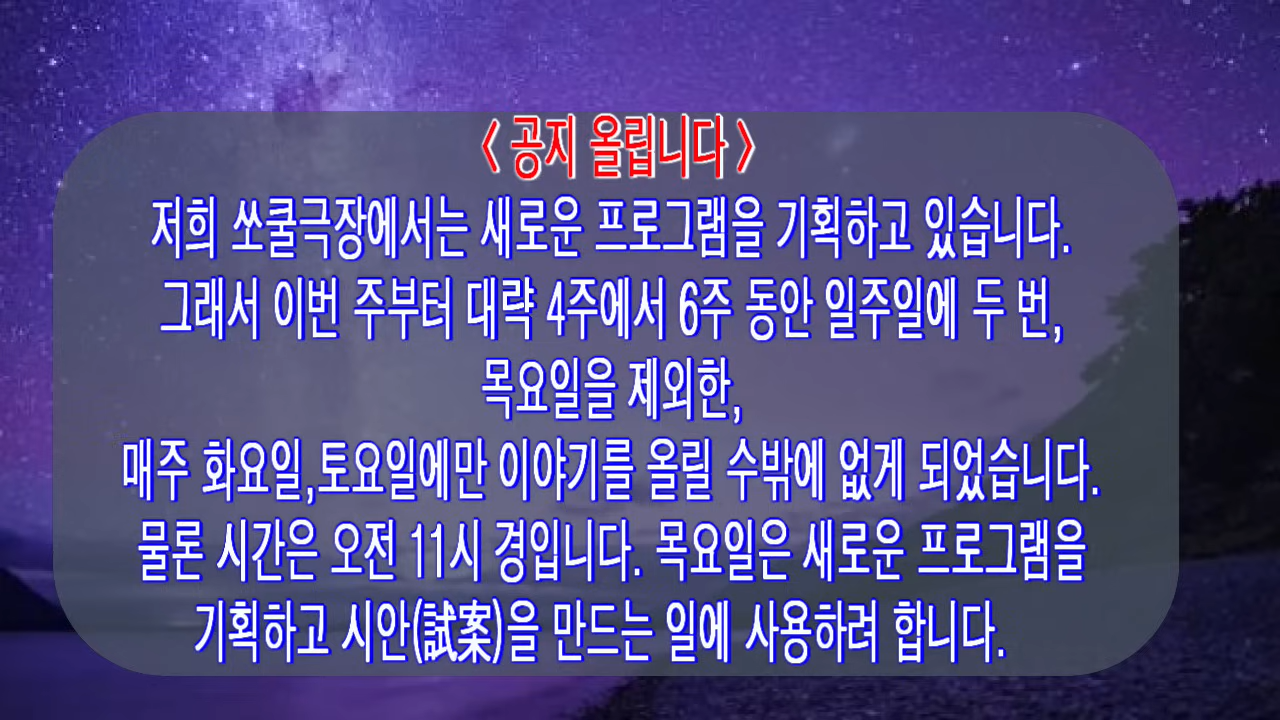 < 공지 올립니다 >
저희 쏘쿨극장에서는 새로운 프로그램을 기획하고 있습니다.
그래서 이번 주부터 대략 4주에서 6주 동안 일주일에 두 번,
목요일을 제외한,
매주 화요일,토요일에만 이야기를 올릴 수밖에 없게 되었습니다.
물론 시간은 오전 11시 경입니다. 목요일은 새로운 프로그램을
기획하고 시안(試案)을 만드는 일에 사용하려 합니다.